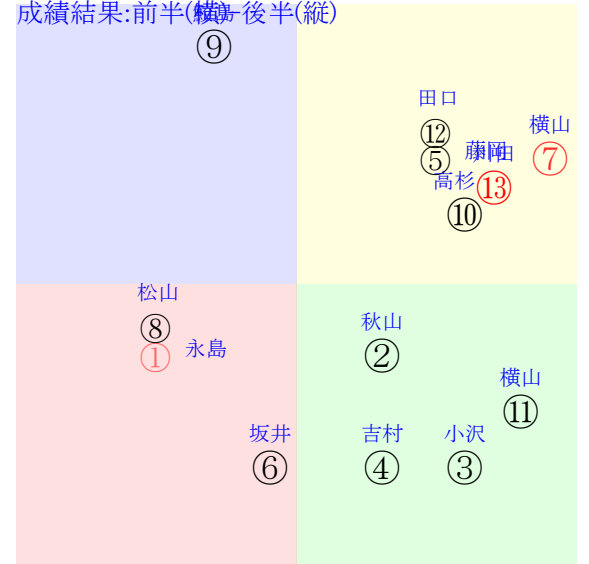 成績結果:前半(横)-後半(縦)
⑨
田口
⑫
横山
⑤
藤岡
⑦
高杉
⑬
⑩
松山
⑧
秋山
①
永島
②
横山
⑪
坂井
吉村
小沢
⑥
④
③